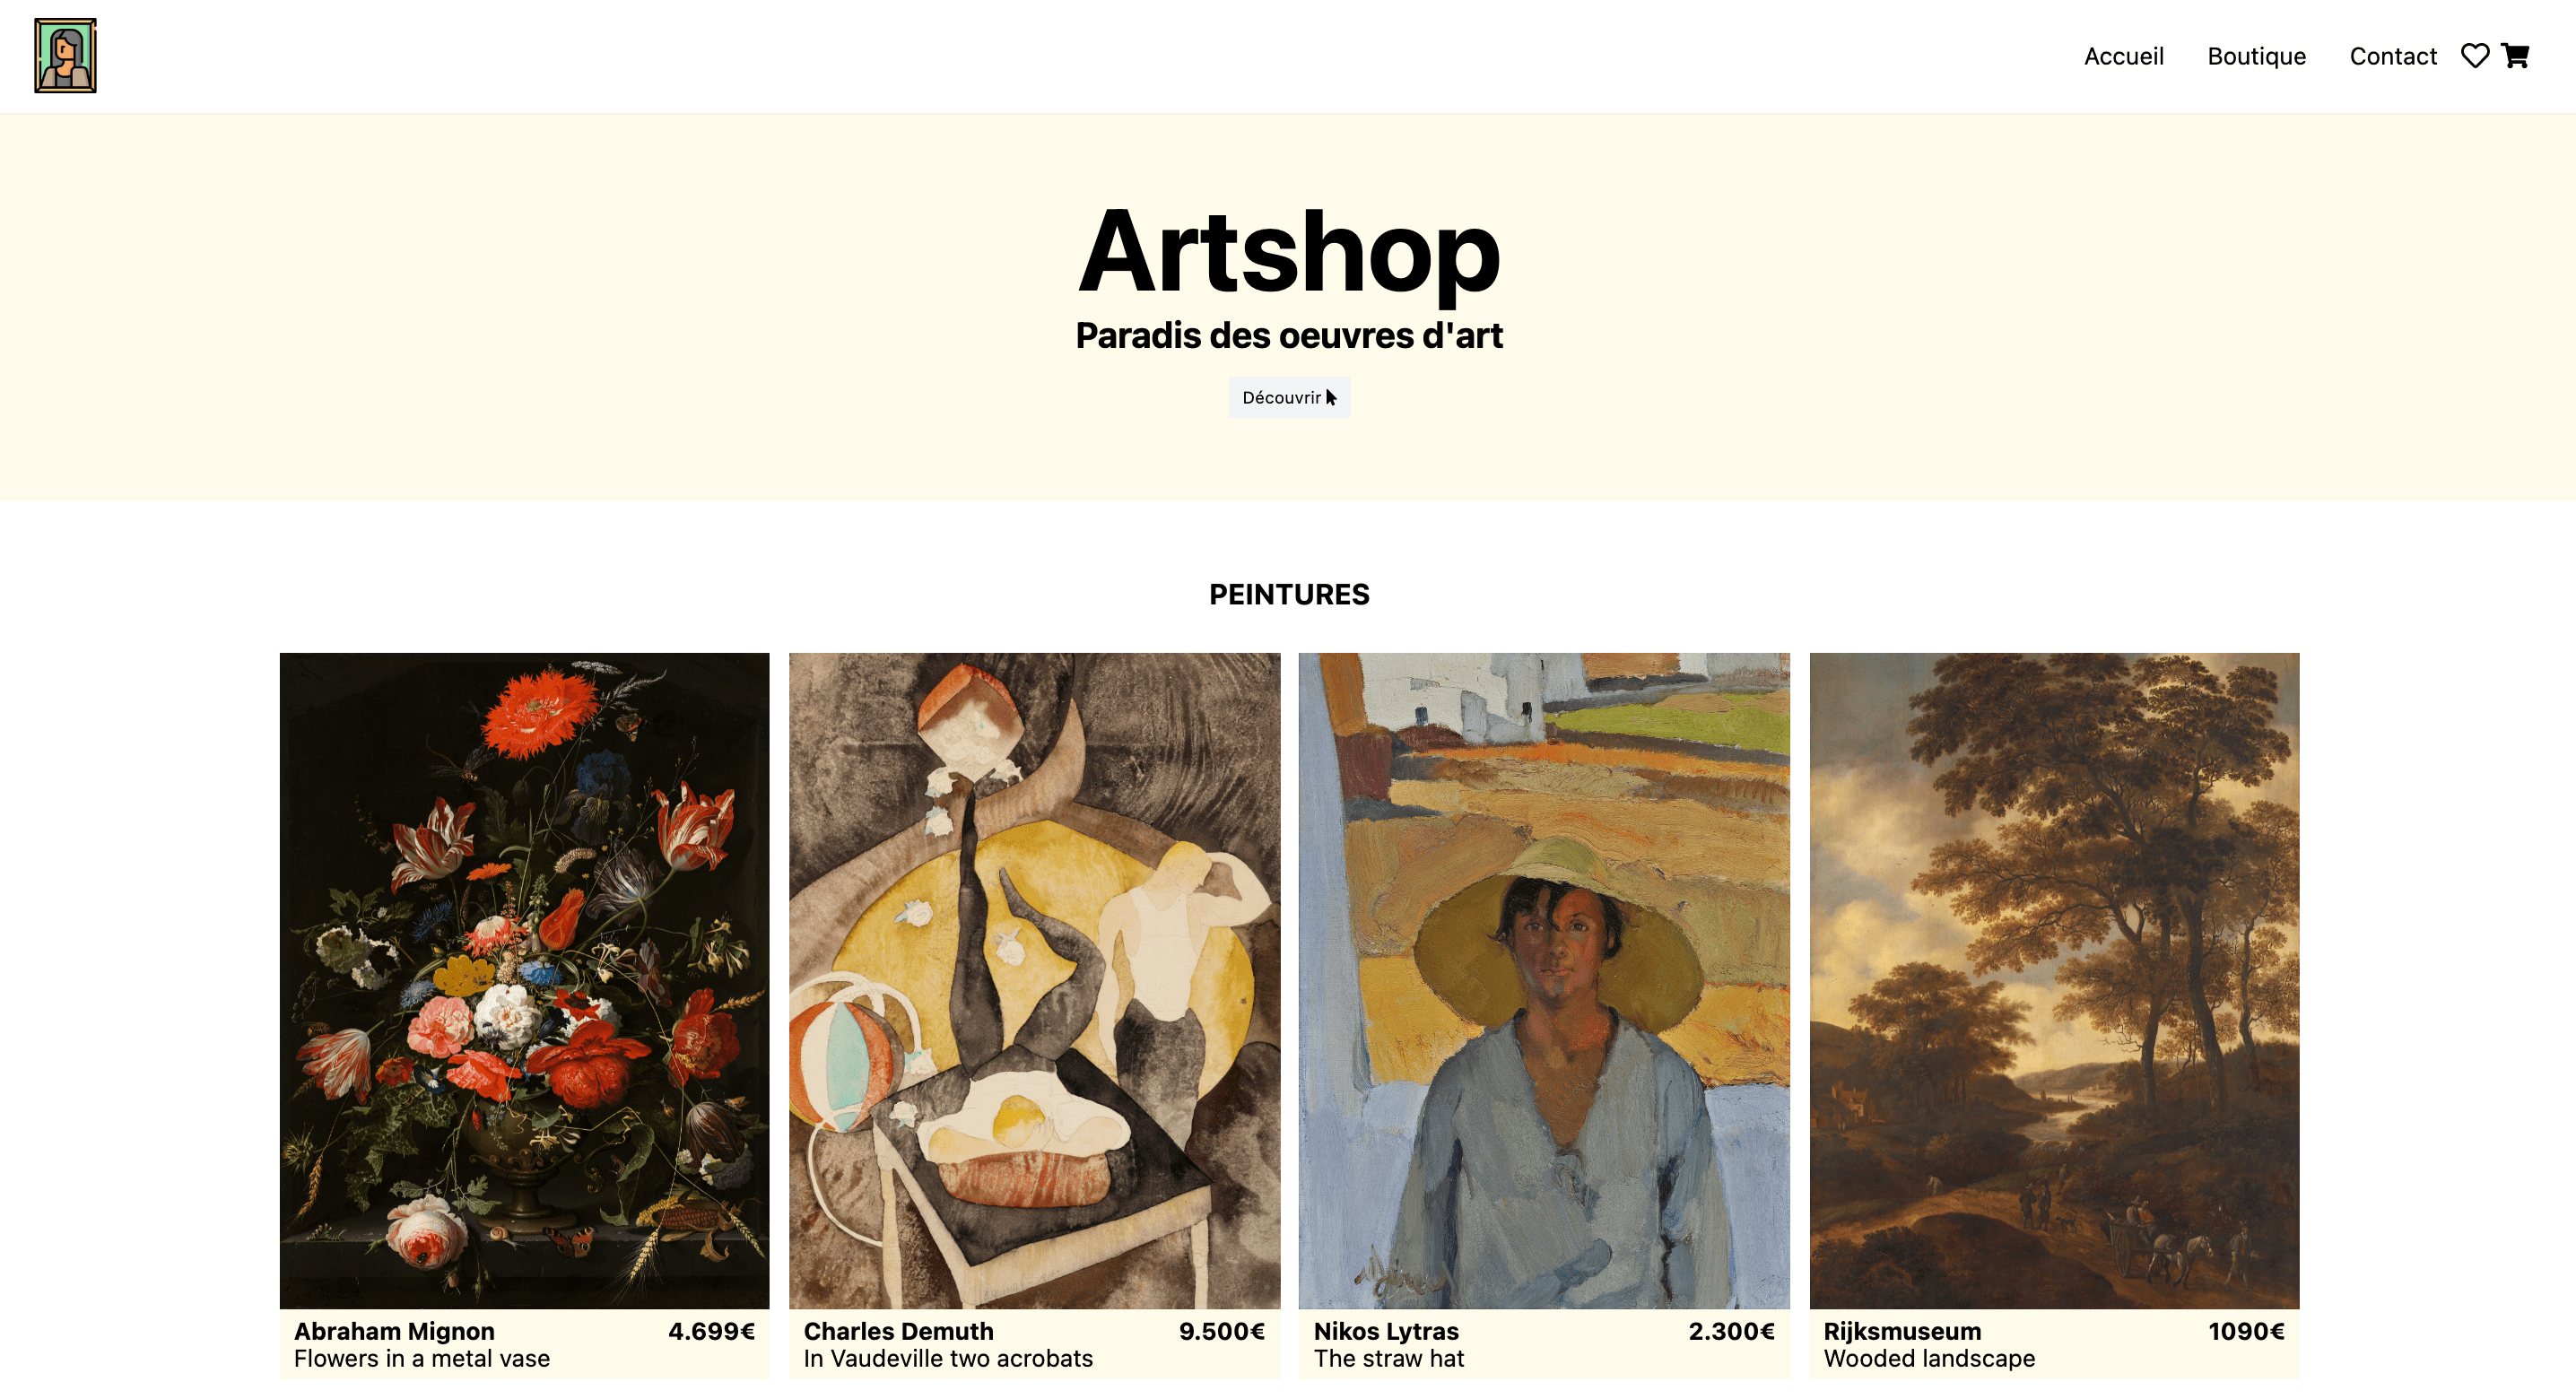 Accueil Boutique Contact
Artshop
Paradis des oeuvres d'art
Découvrir
PEINTURES
Abraham Mignon 4.699€
Flowers in a metal vase
Charles Demuth 9.500€
In Vaudeville two acrobats
Nikos Lytras 2.300€
The straw hat
Rijksmuseum 1090€
Wooded landscape